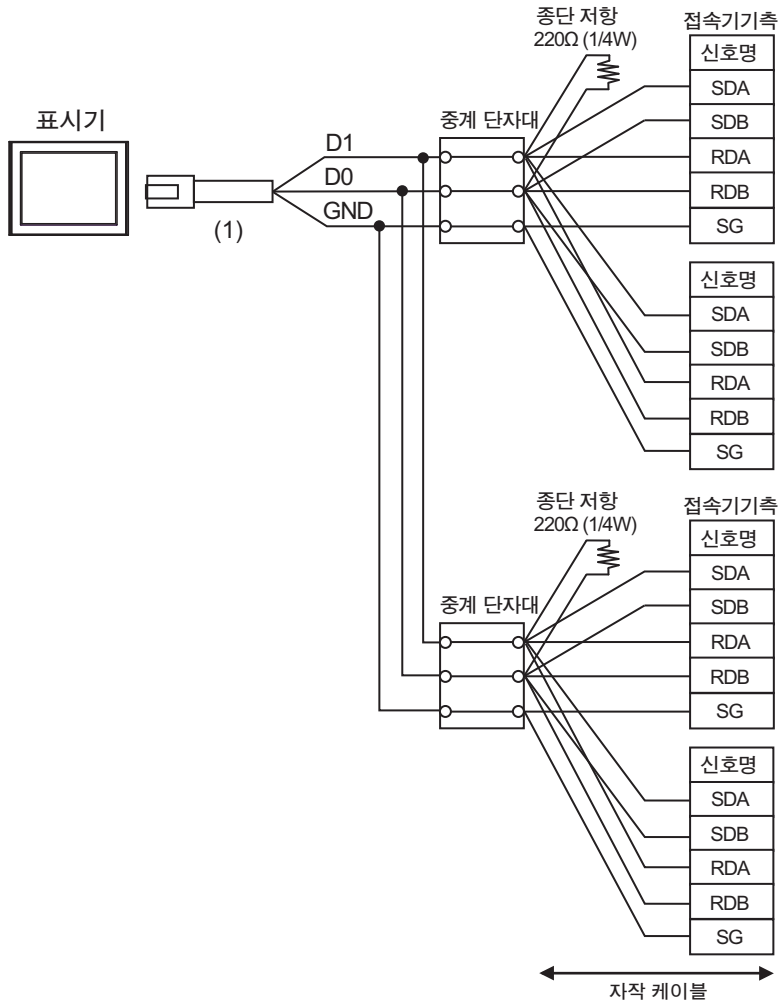 종단 저항
220Ω (1/4W)
접속기기측
신호명
SDA
SDB
RDA
RDB
SG
표시기
중계 단자대
D1
D0
GND
(1)
신호명
SDA
SDB
RDA
RDB
SG
종단 저항
220Ω (1/4W)
접속기기측
신호명
SDA
SDB
RDA
RDB
SG
중계 단자대
신호명
SDA
SDB
RDA
RDB
SG
자작 케이블